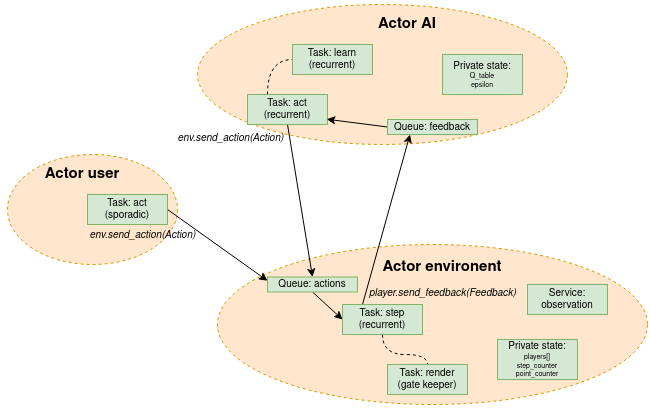 Actor AI
Task: learn
(recurrent)
Private state:
Q_table
epsilon
Task: act
(recurrent)
Queue: feedback
env.send_action(Action)
Actor user
Task: act
(sporadic)
env.send_action(Action)
Actor environent
Queue: actions
player.send_feedback(Feedback)
Service:
observation
Task: step
(recurrent)
Private state:
players[]
step_counter
point_counter
Task: render
(gate keeper)